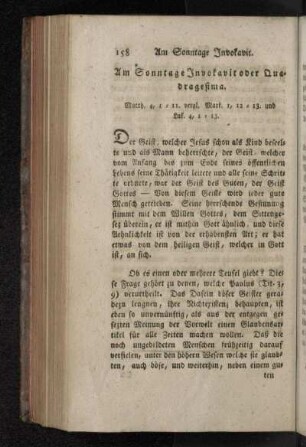 158 Am Sonntage Invokavit.
Am Sonntage Invokavit oder Qua-
dragesima.
Matth. 4, 1 - 11. vergl. Mark. 1, 12 - 13. und
Luk. 4, 1 - 13.
Der Geist, welcher Jesus schon als Kind beseel-
te und als Mann beherrschte, der Geist, welcher
vom Anfang bis zum Ende seines öffentlichen
Lebens seine Thätigkeit leitete und alle seine Schritte
ordnete, war der Geist des Guten, der Geist
Gottes — Von diesem Geiste wird jeder gute
Mensch getrieben. Seine herrschende Gesinnung
stimmt mit dem Willen Gottes, dem Sittenge-
setz überein, er ist mithin Gott ähnlich, und diese
Aehnlichkeit ist von der erhabensten Art; er hat
etwas von dem heiligen Geist, welcher in Gott
ist, an sich.
Ob es einen oder mehrere Teufel giebt? Die-
se Frage gehört zu denen, welche Paulus (Tit. 3,
9) verurtheilt. Das Daseyn böser Geister gera-
hezu leugnen, ihre Nichtexistenz behaupten, ist
eben so unvernünftig, als aus der entgegen ge-
setzten Meinung der Vorwelt einen Glaubensar-
tikel für alle Zeiten machen wollen. Daß die
noch ungebildeten Menschen frühzeitig darauf
verfielen, unter den höhern Wesen welche sie glaub-
ten, auch böse, und weiterhin, neben einem gu-
ten